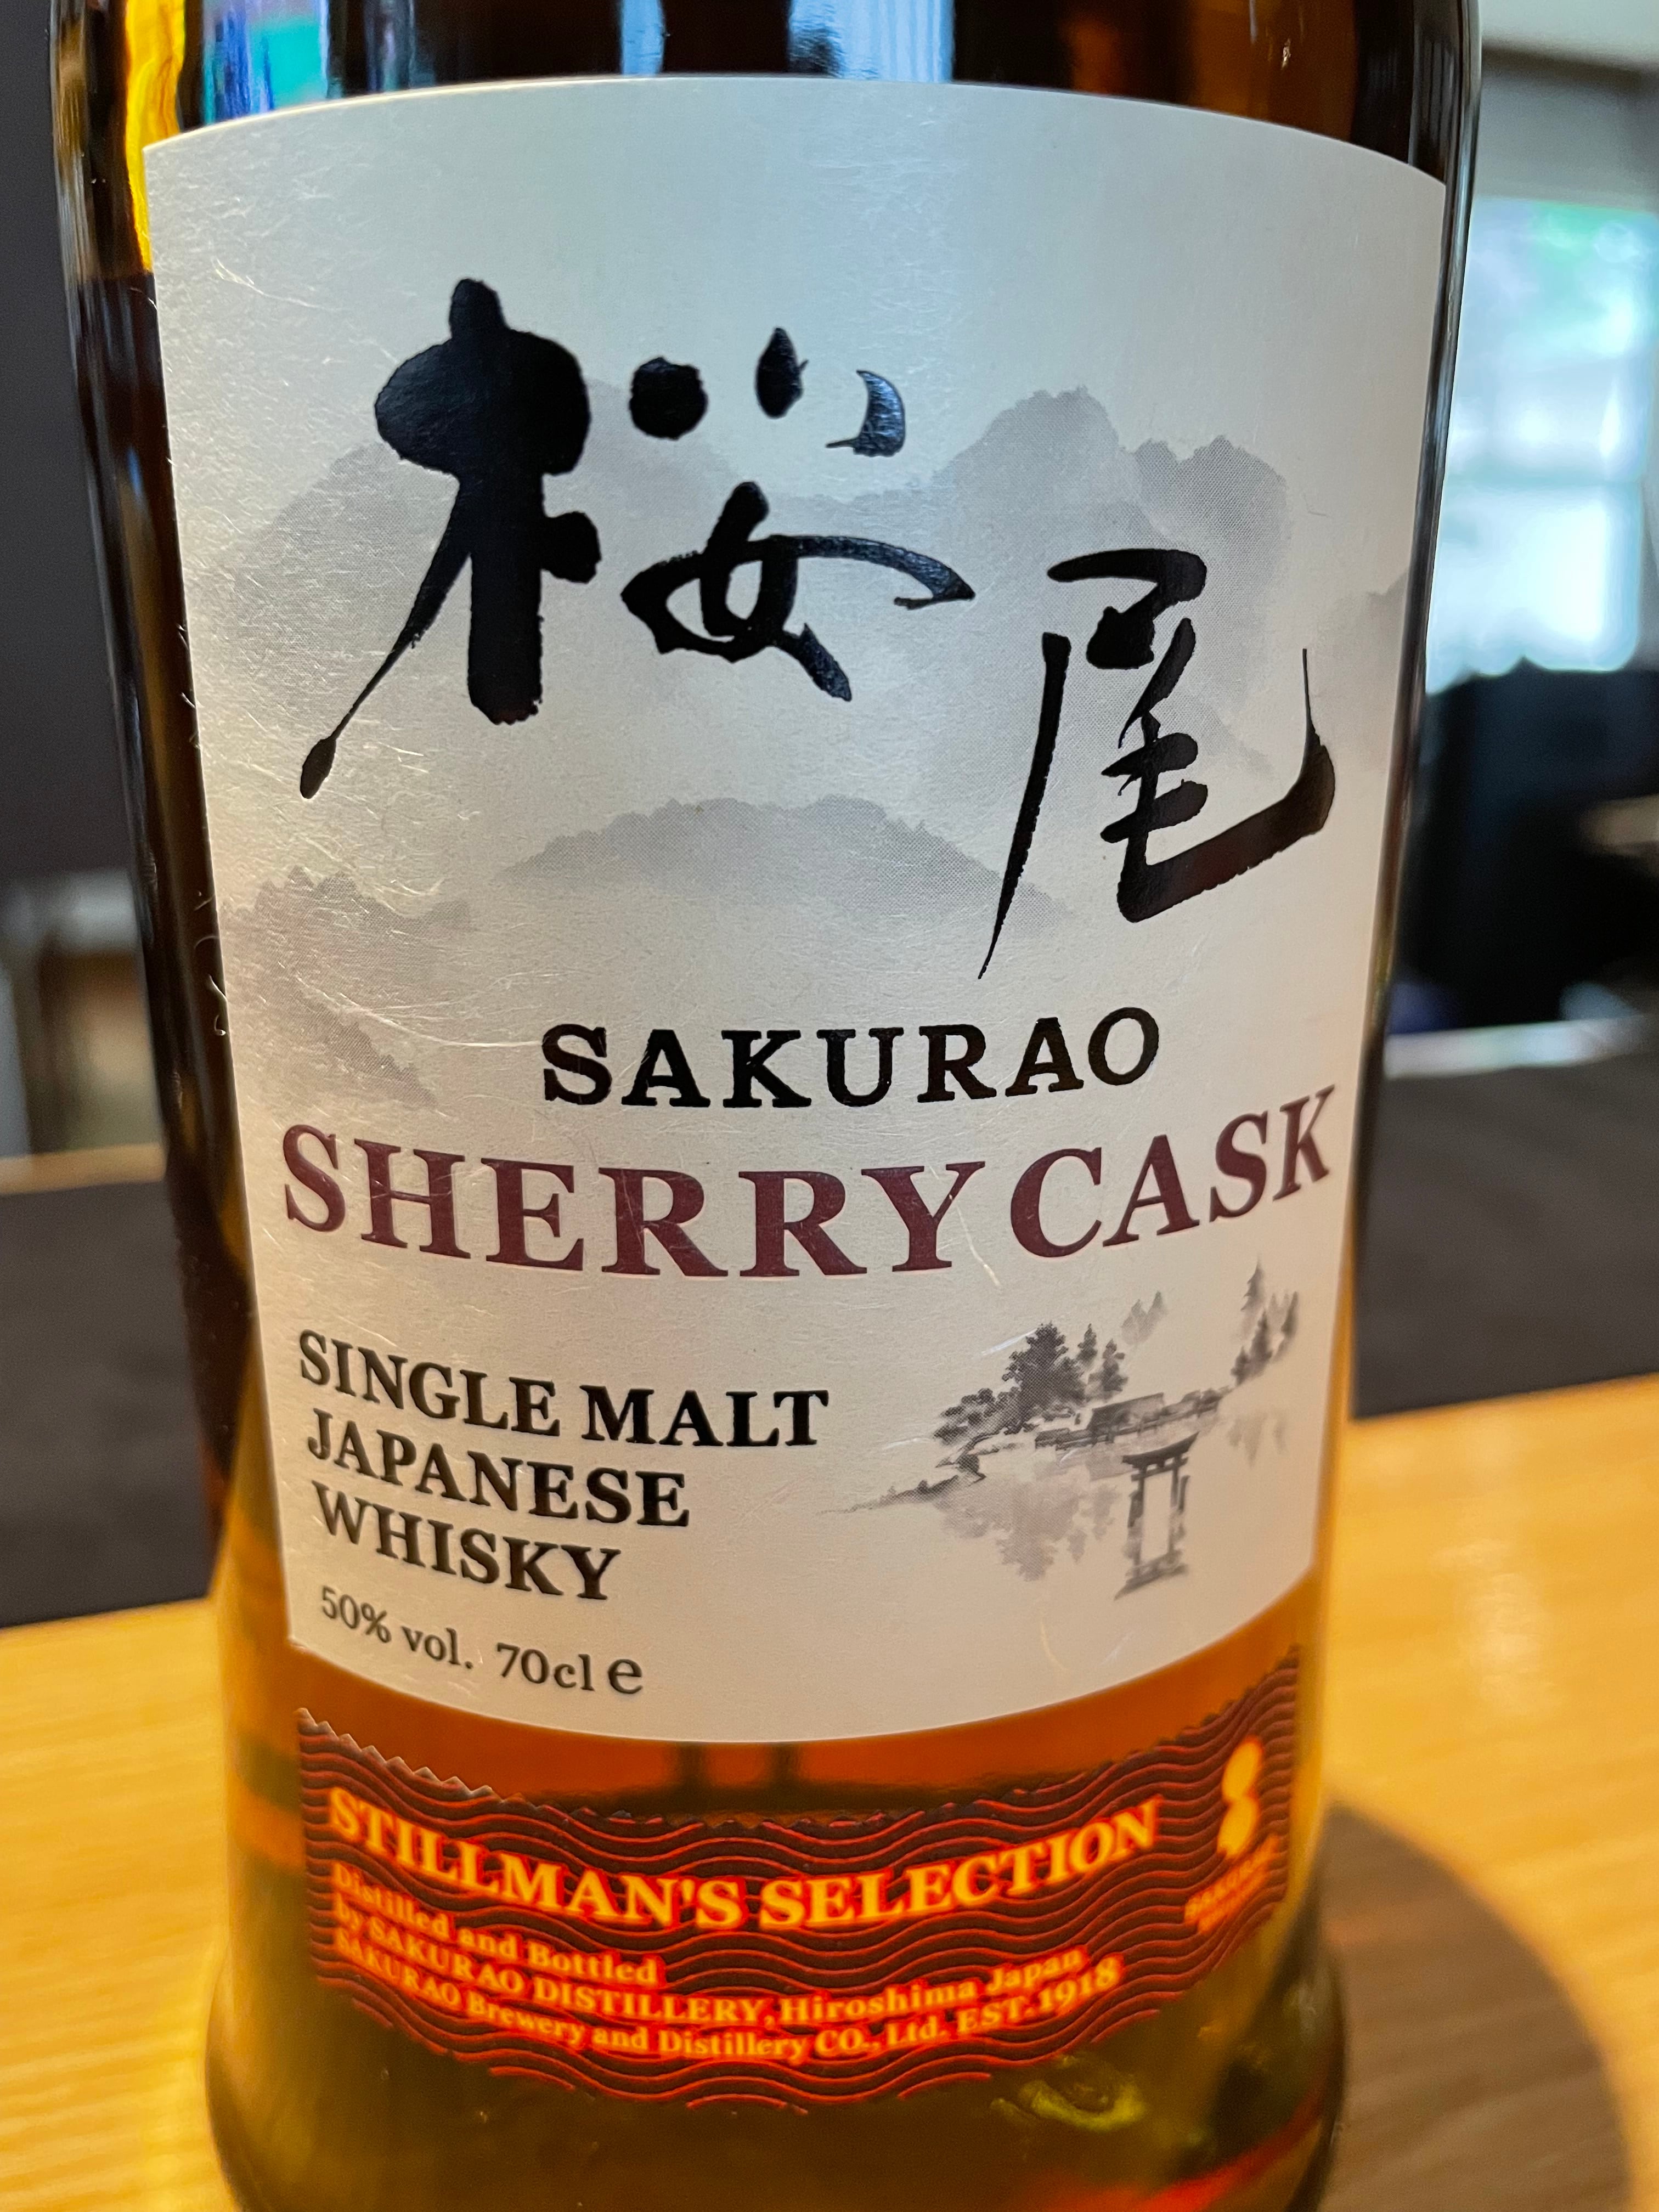 桜尾
SAKURAO
SHERRY CASK
SINGLE MALT
JAPANESE
WHISKY
50% vol. 70cl e
STILLMAN'S SELECTION
Distilled and Bottled
by SAKURAO DISTILLERY, Hiroshima Japan
SAKURAO Brewery and Distillery CO., Ltd. EST. 1918
SAKURAO